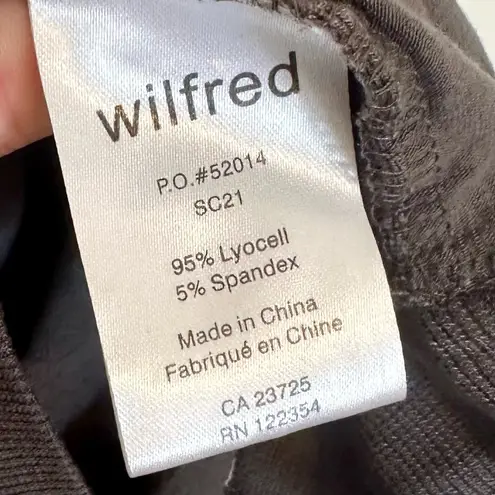 wilfred
P.O.#52014
SC21
95% Lyocell
5% Spandex
Made in China
Fabriqué en Chine
CA 23725
RN 122354